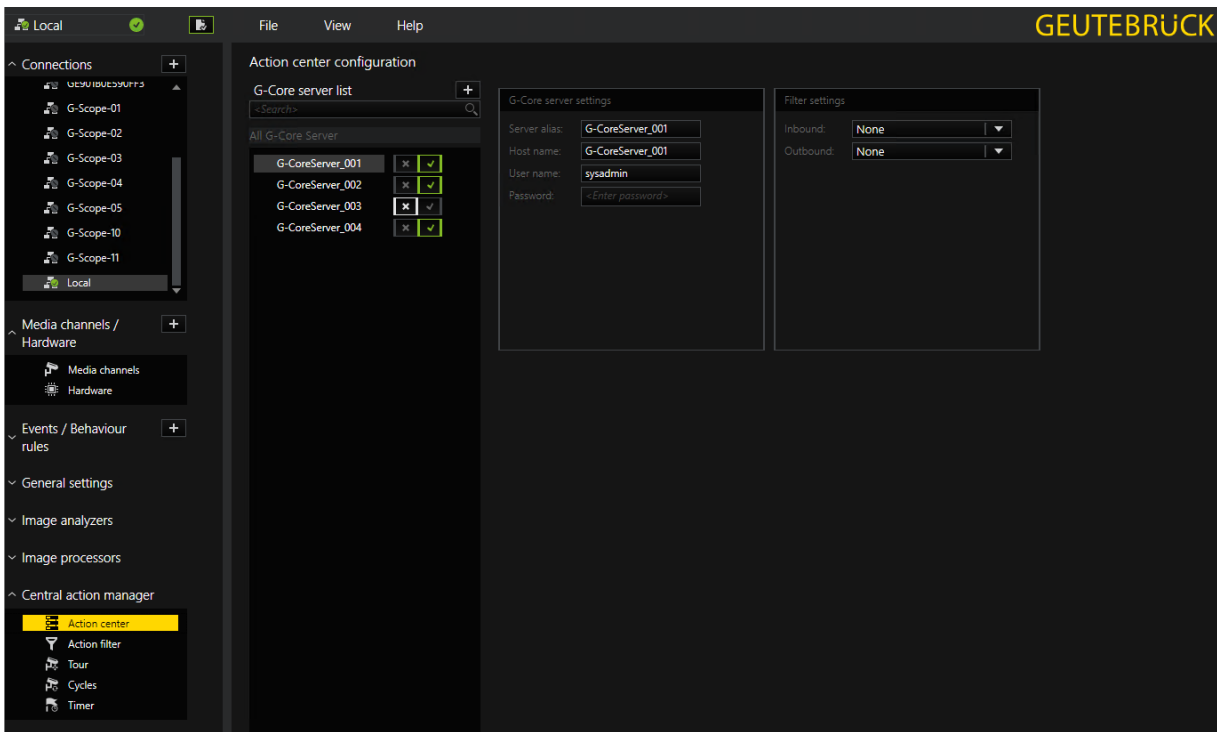 Local
File View Help
GEUTEBRÜCK
Connections
G-Scope-01
G-Scope-02
G-Scope-03
G-Scope-04
G-Scope-05
G-Scope-10
G-Scope-11
Local
Media channels /
Hardware
Media channels
Hardware
Events / Behaviour
rules
General settings
Image analyzers
Image processors
Central action manager
Action center
Action filter
Tour
Cycles
Timer
Action center configuration
G-Core server list
<Search>
All G-Core Server
G-CoreServer_001
G-CoreServer_002
G-CoreServer_003
G-CoreServer_004
G-Core server settings
Server alias: G-CoreServer_001
Host name: G-CoreServer_001
User name: sysadmin
Password: <Enter password>
Filter settings
Inbound: None
Outbound: None